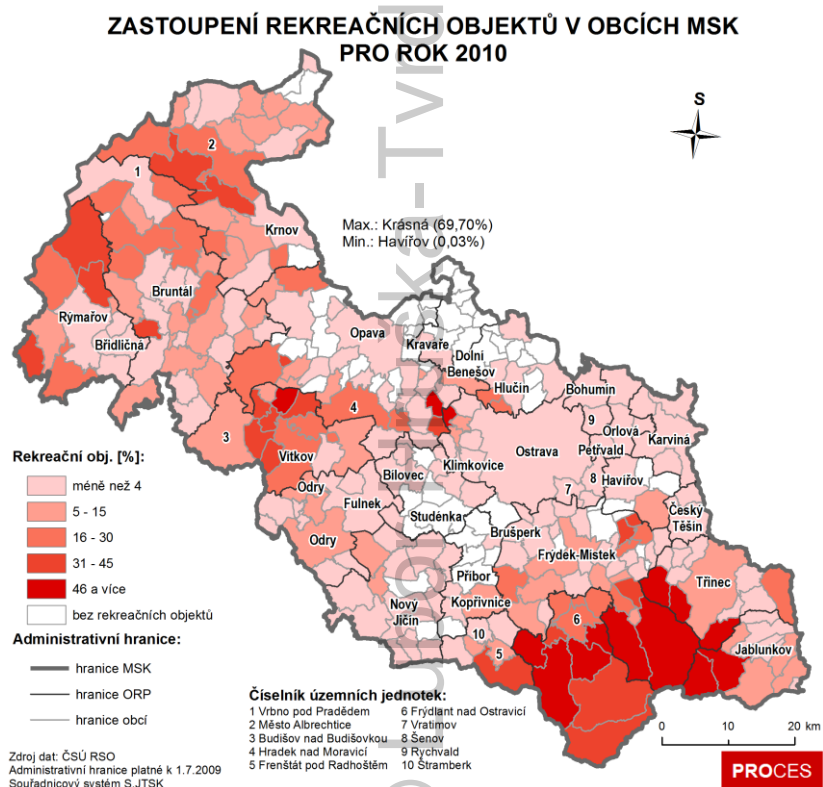 ZASTOUPENÍ REKREAČNÍCH OBJEKTŮ V OBCÍCH MSK
PRO ROK 2010
S
2
1
Krnov
Max.: Krásná (69,70%)
Min.: Havířov (0,03%)
Bruntál
Rýmařov
Břidličná
Opava
Kravaře
Dolní
Benešov
Hlučín
Bohumín
4
9
Orlová
3
Ostrava
Petřvald
Karviná
Vítkov
Klimkovice
Bílovec
8
Havířov
7
Odry
Fulnek
Studénka
Český
Těšín
Brušperk
Odry
Frýdek-Místek
Příbor
Třinec
Nový
Jičín
Kopřivnice
6
10
5
Jablunkov
Rekreační obj. [%]:
méně než 4
5 - 15
16 - 30
31 - 45
46 a více
bez rekreačních objektů
Administrativní hranice:
hranice MSK
hranice ORP
hranice obcí
Číselník územních jednotek:
1 Vrbno pod Pradědem 6 Frýdlant nad Ostravicí
2 Město Albrechtice 7 Vratimov
3 Budišov nad Budišovkou 8 Šenov
4 Hradek nad Moravicí 9 Rychvald
5 Frenštát pod Radhoštěm 10 Štramberk
0 10 20 km
Zdroj dat: ČSÚ RSO
Administrativní hranice platné k 1.7.2009
Souřadnicový systém S.JTSK
PROCES